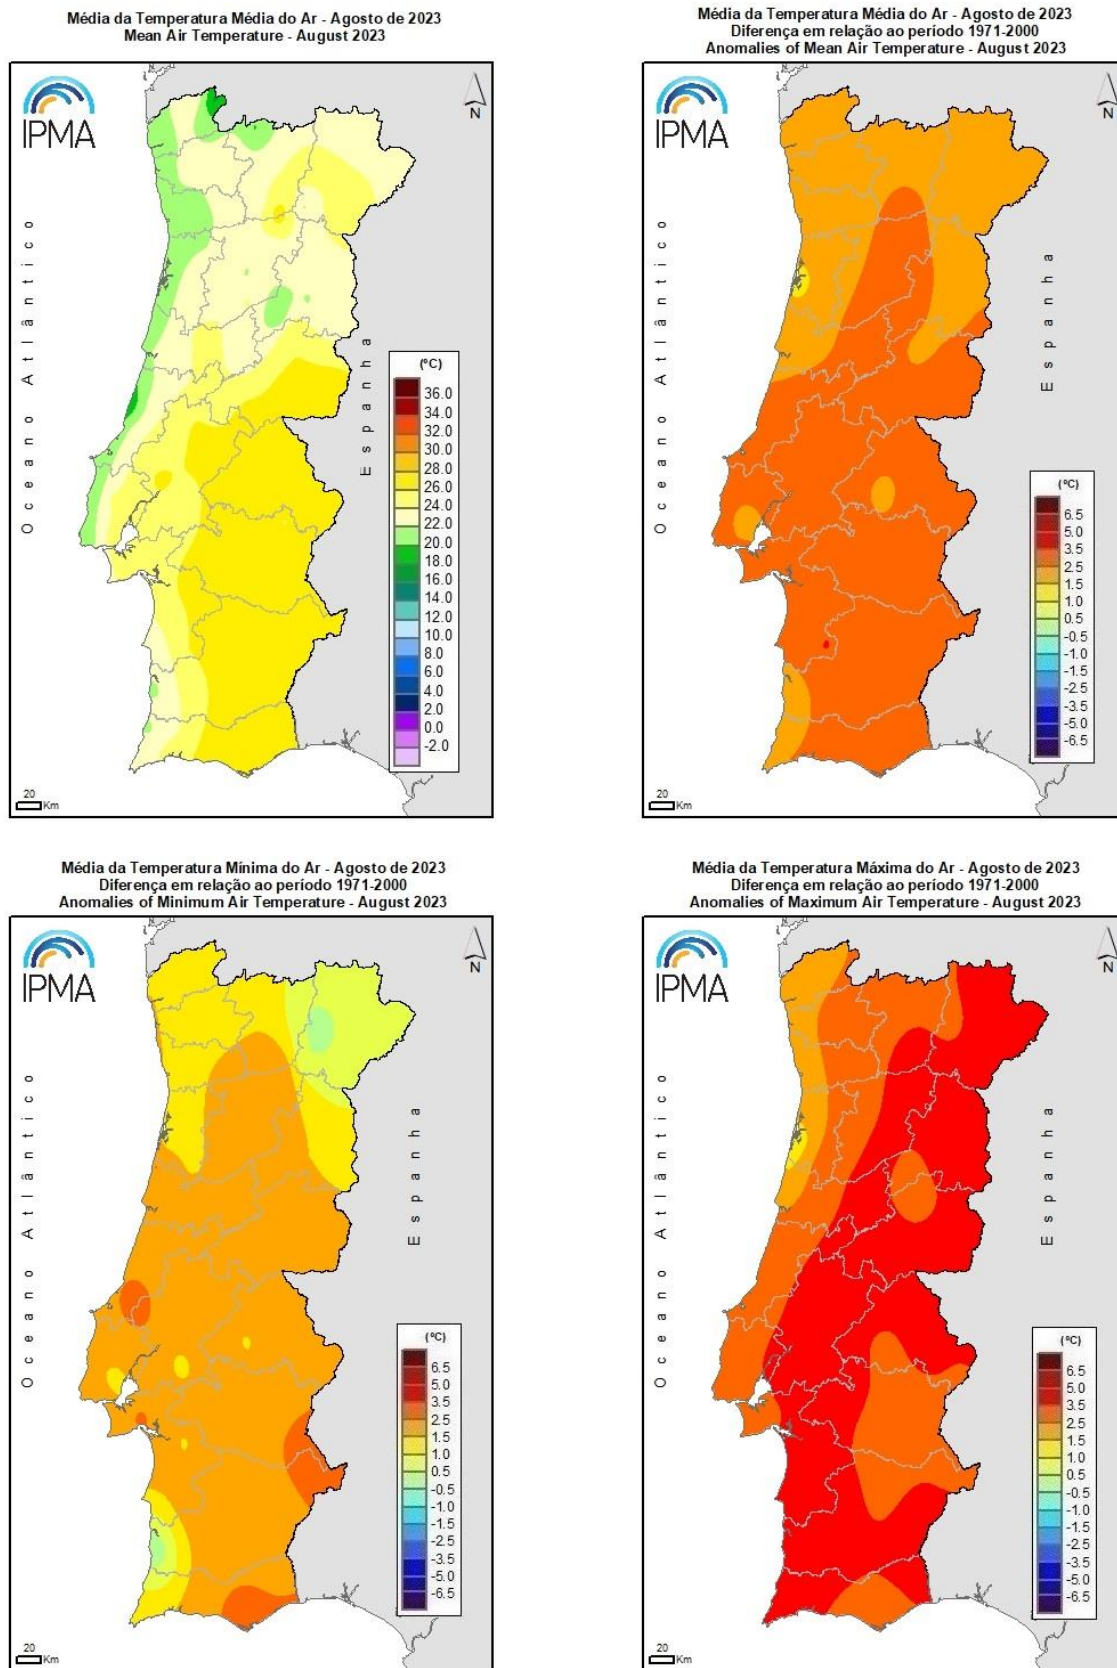 Média da Temperatura Média do Ar - Agosto de 2023
Mean Air Temperature - August 2023
IPMA
N
Oceano Atlântico
Espanha
(ºC)
36.0
34.0
32.0
30.0
28.0
26.0
24.0
22.0
20.0
18.0
16.0
14.0
12.0
10.0
8.0
6.0
4.0
2.0
0.0
-2.0
20
Km
Média da Temperatura Média do Ar - Agosto de 2023
Diferença em relação ao período 1971-2000
Anomalies of Mean Air Temperature - August 2023
IPMA
N
Oceano Atlântico
Espanha
(ºC)
6.5
5.0
3.5
2.5
1.5
1.0
0.5
-0.5
-1.0
-2.5
-3.5
-5.0
-6.5
20
Km
Média da Temperatura Mínima do Ar - Agosto de 2023
Diferença em relação ao período 1971-2000
Anomalies of Minimum Air Temperature - August 2023
IPMA
N
Oceano Atlântico
Espanha
(ºC)
6.5
5.0
3.5
2.5
1.5
1.0
0.5
-0.5
-1.0
-2.5
-3.5
-5.0
-6.5
20
Km
Média da Temperatura Máxima do Ar - Agosto de 2023
Diferença em relação ao período 1971-2000
Anomalies of Maximum Air Temperature - August 2023
IPMA
N
Oceano Atlântico
Espanha
(ºC)
6.5
5.0
3.5
2.5
1.5
1.0
0.5
-0.5
-1.0
-2.5
-3.5
-5.0
-6.5
20
Km